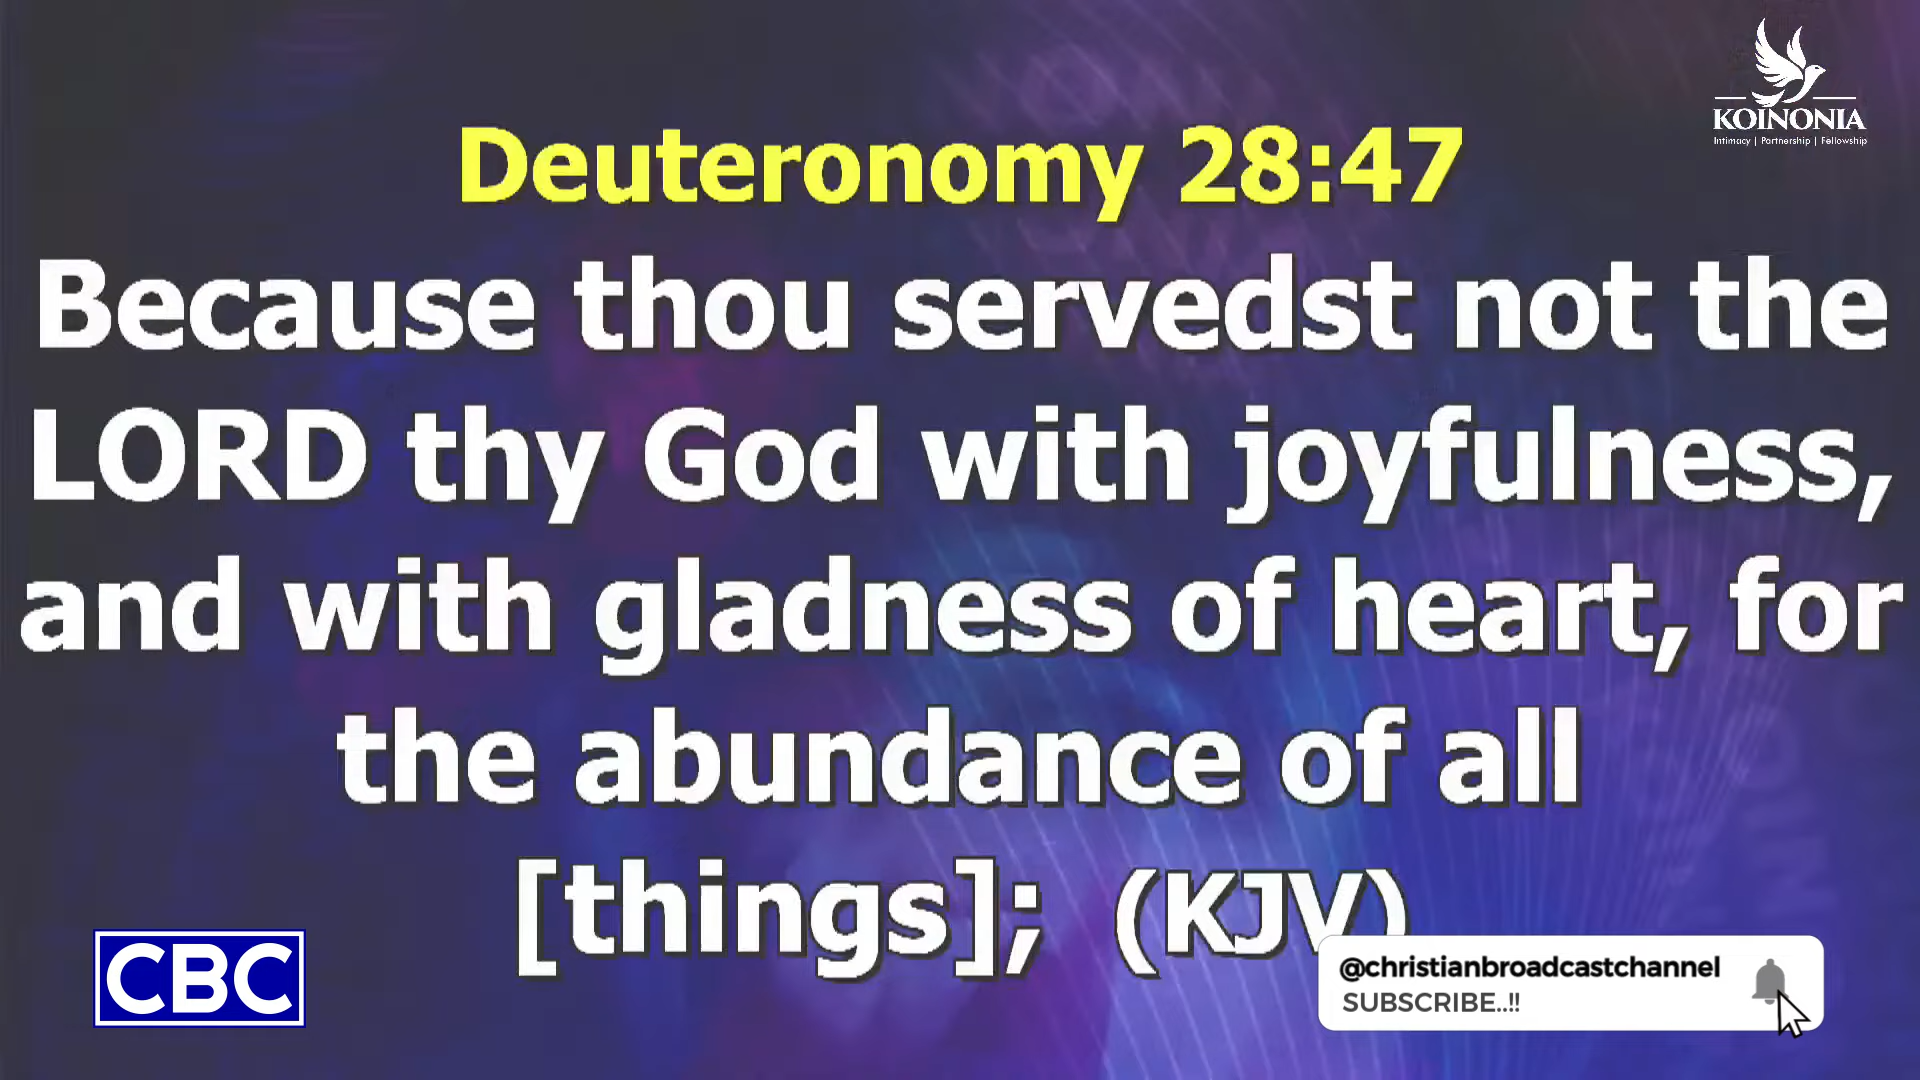 KOINONIA
Intimacy | Partnership | Fellowship
Deuteronomy 28:47
Because thou servedst not the
LORD thy God with joyfulness,
and with gladness of heart, for
the abundance of all
[things]; (KJV)
CBC
@christianbroadcastchannel
SUBSCRIBE..!!